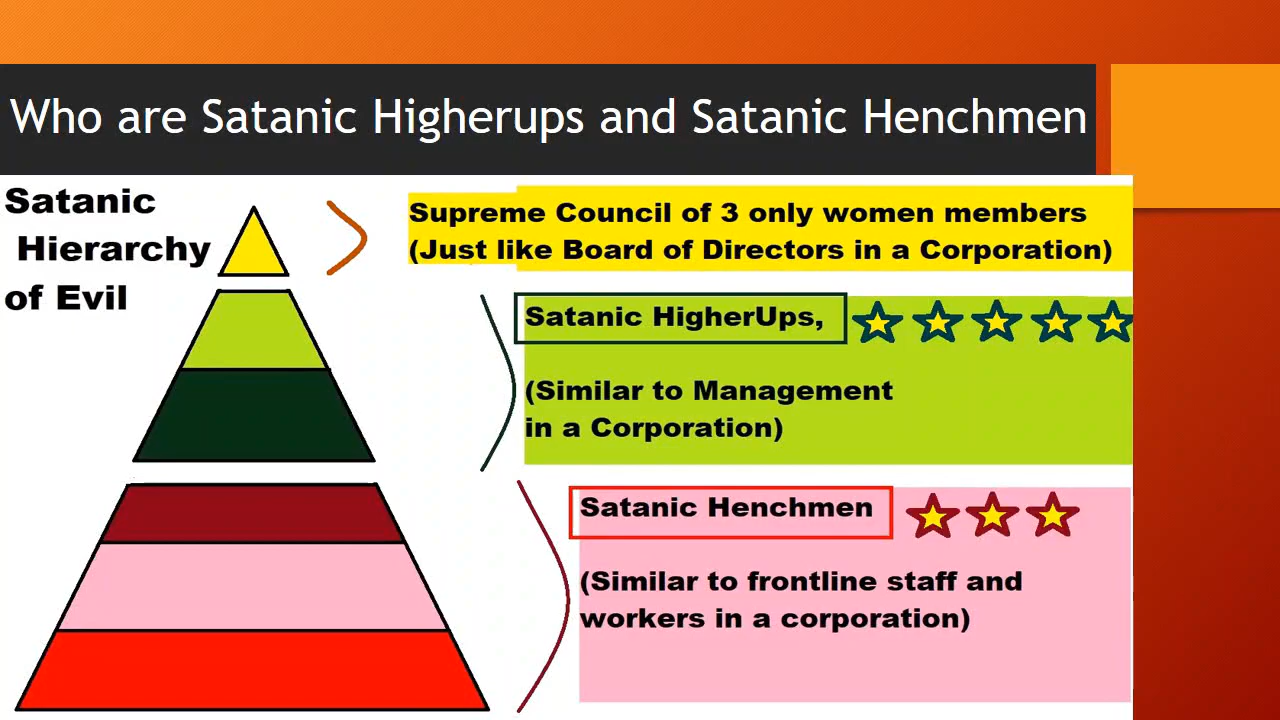 Who are Satanic Higherups and Satanic Henchmen
Satanic
Hierarchy
of Evil
Supreme Council of 3 only women members
(Just like Board of Directors in a Corporation)
Satanic HigherUps,
(Similar to Management
in a Corporation)
Satanic Henchmen
(Similar to frontline staff and
workers in a corporation)